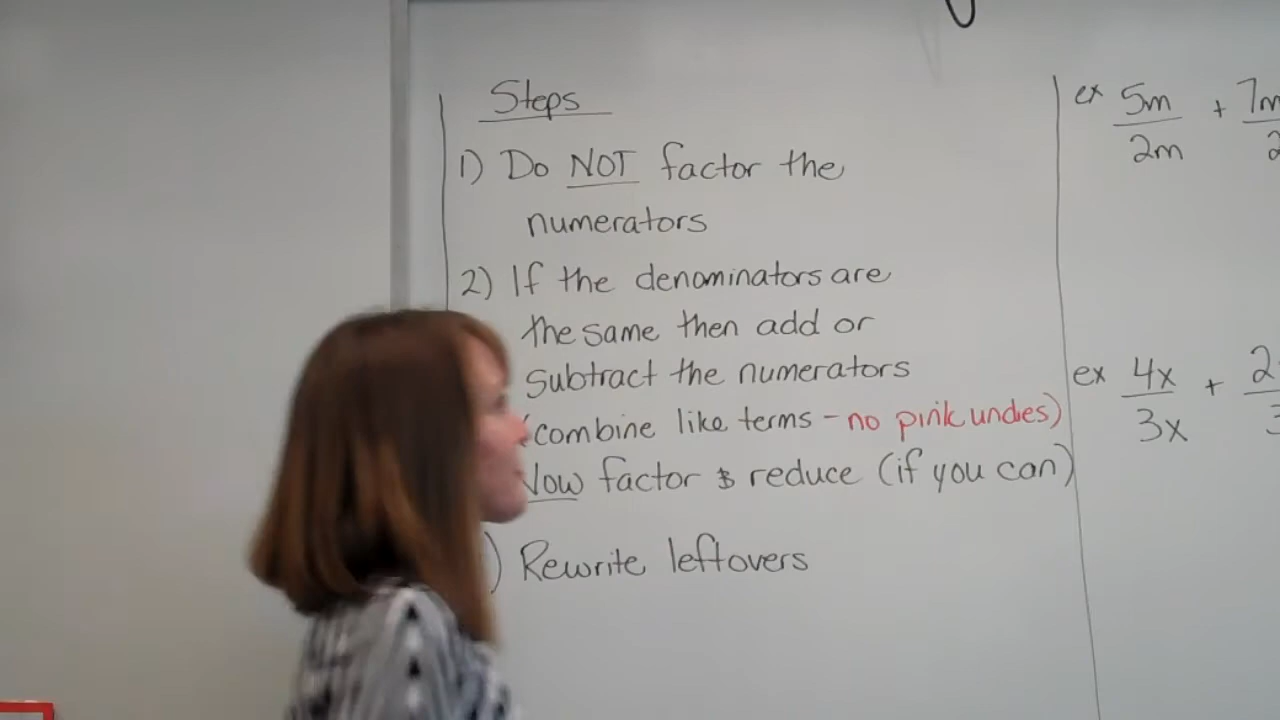 Steps
1) Do NOT factor the
numerators
2) If the denominators are
the same then add or
subtract the numerators
(combine like terms - no pink undies)
Now factor & reduce (if you can)
) Rewrite leftovers
ex 5m/2m + 7m/2
ex 4x/3x + 2/3